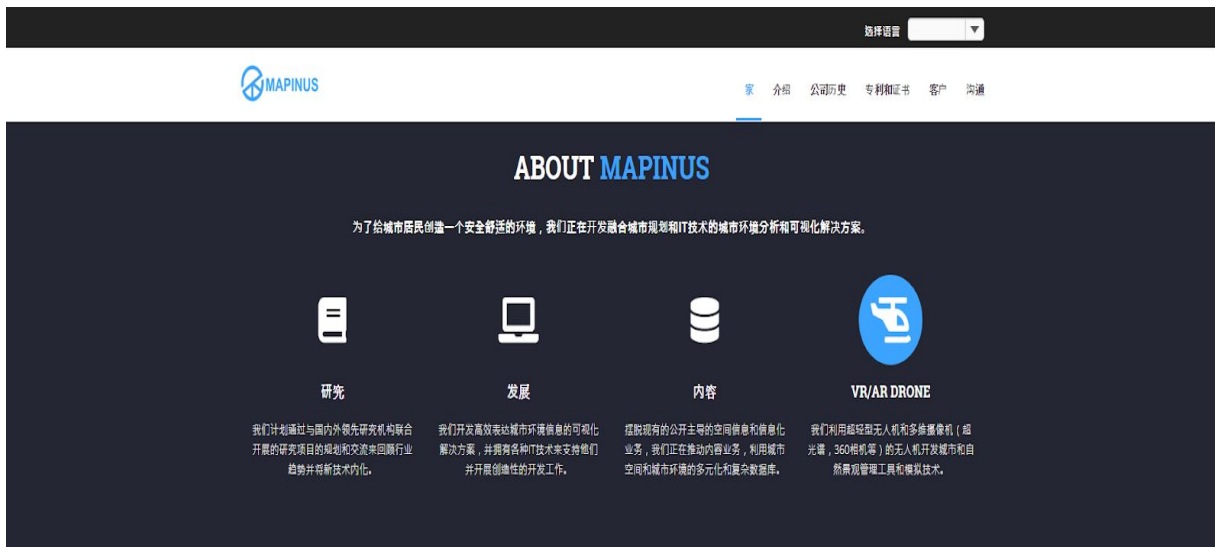 选择语言
MAPINUS
家 介绍 公司历史 专利和证书 客户 沟通
ABOUT MAPINUS
为了给城市居民创造一个安全舒适的环境，我们正在开发融合城市规划和IT技术的城市环境分析和可视化解决方案。
研究
我们计划通过与国内外领先研究机构联合
开展的研究项目的规划和交流来回顾行业
趋势并将新技术内化。
发展
我们开发高效表达城市环境信息的可视化
解决方案，并拥有各种IT技术来支持他们
并开展创造性的开发工作。
内容
摆脱现有的公开主导的空间信息和信息化
业务，我们正在推动内容业务，利用城市
空间和城市环境的多元化和复杂数据库。
VR/AR DRONE
我们利用超轻型无人机和多维摄像机（超
光谱，360相机等）的无人机开发城市和自
然景观管理工具和模拟技术。